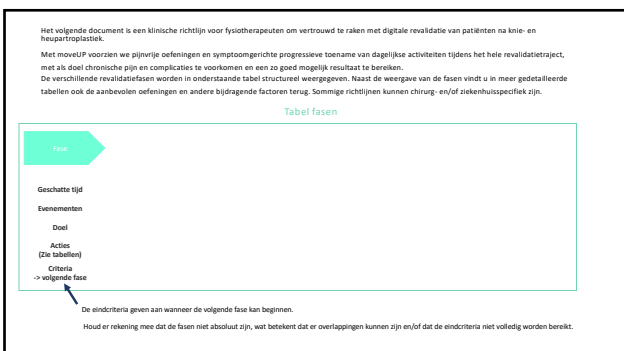 Het volgende document is een klinische richtlijn voor fysiotherapeuten om vertrouwd te raken met digitale revalidatie van patiënten na knie- en
heupartroplastiek.
Met moveUP voorzien we pijnvrije oefeningen en symptoomgerichte progressieve toename van dagelijkse activiteiten tijdens het hele revalidatietraject,
met als doel chronische pijn en complicaties te voorkomen en een zo goed mogelijk resultaat te bereiken.
De verschillende revalidatiefasen worden in onderstaande tabel structureel weergegeven. Naast de weergave van de fasen vindt u in meer gedetailleerde
tabellen ook de aanbevolen oefeningen en andere bijdragende factoren terug. Sommige richtlijnen kunnen chirurg- en/of ziekenhuisspecifiek zijn.
Tabel fasen
Fase
Geschatte tijd
Evenementen
Doel
Acties
(Zie tabellen)
Criteria
-> volgende fase
De eindcriteria geven aan wanneer de volgende fase kan beginnen.
Houd er rekening mee dat de fasen niet absoluut zijn, wat betekent dat er overlappingen kunnen zijn en/of dat de eindcriteria niet volledig worden bereikt.